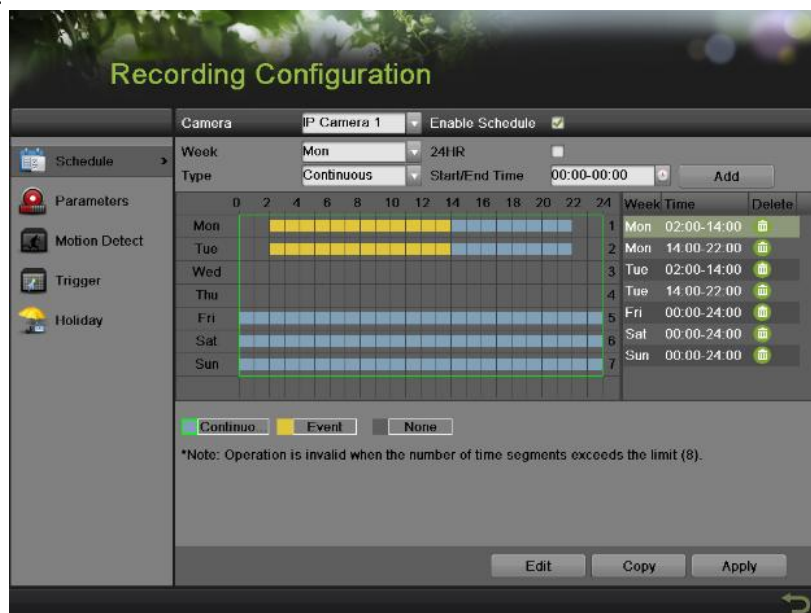 Recording Configuration
Camera IP Camera 1 Enable Schedule
Schedule
Parameters
Motion Detect
Trigger
Holiday
Week Mon 24HR
Type Continuous Start/End Time 00:00-00:00 Add
0 2 4 6 8 10 12 14 16 18 20 22 24
Mon 1
Tue 2
Wed 3
Thu 4
Fri 5
Sat 6
Sun 7
Week Time Delete
Mon 02:00-14:00
Mon 14:00-22:00
Tue 02:00-14:00
Tue 14:00-22:00
Fri 00:00-24:00
Sat 00:00-24:00
Sun 00:00-24:00
Continuo... Event None
*Note: Operation is invalid when the number of time segments exceeds the limit (8).
Edit Copy Apply